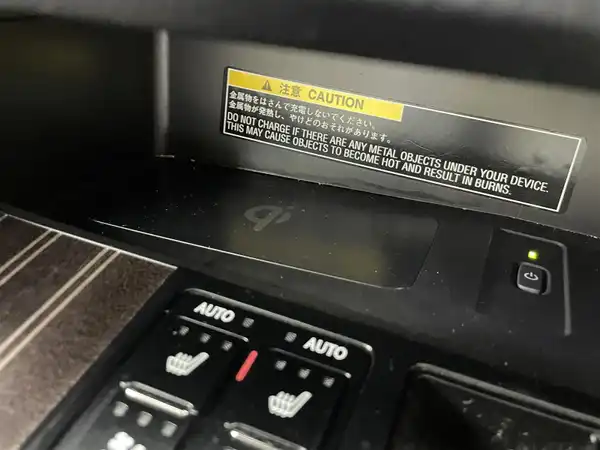 注意 CAUTION
金属物をはさんで充電しないでください。
金属物が発熱し、やけどのおそれがあります。
DO NOT CHARGE IF THERE ARE ANY METAL OBJECTS UNDER YOUR DEVICE.
THIS MAY CAUSE OBJECTS TO BECOME HOT AND RESULT IN BURNS.
qi
AUTO
AUTO